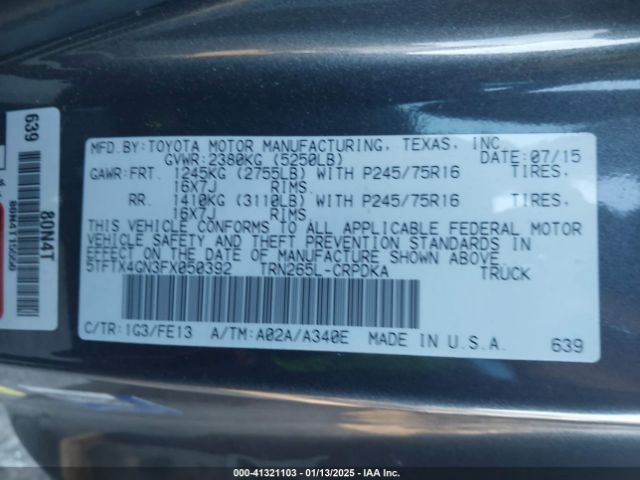 MFD.BY:TOYOTA MOTOR MANUFACTURING, TEXAS, INC.
GVWR:2380KG (5250LB) DATE:07/15
GAWR:FRT. 1245KG (2755LB) WITH P245/75R16 TIRES,
16X7J RIMS
RR. 1410KG (3110LB) WITH P245/75R16 TIRES,
16X7J RIMS
THIS VEHICLE CONFORMS TO ALL APPLICABLE FEDERAL MOTOR
VEHICLE SAFETY AND BUMPER STANDARDS IN
EFFECT ON THE DATE OF MANUFACTURE SHOWN ABOVE.
5TFTX4GN3FX050392 TRN265L-CRPDKA TRUCK
C/TR:1G3/FE13 A/TM:A02A/A340E MADE IN U.S.A. 639
639
80N4T
000-41321103 - 01/13/2025 - IAA Inc.